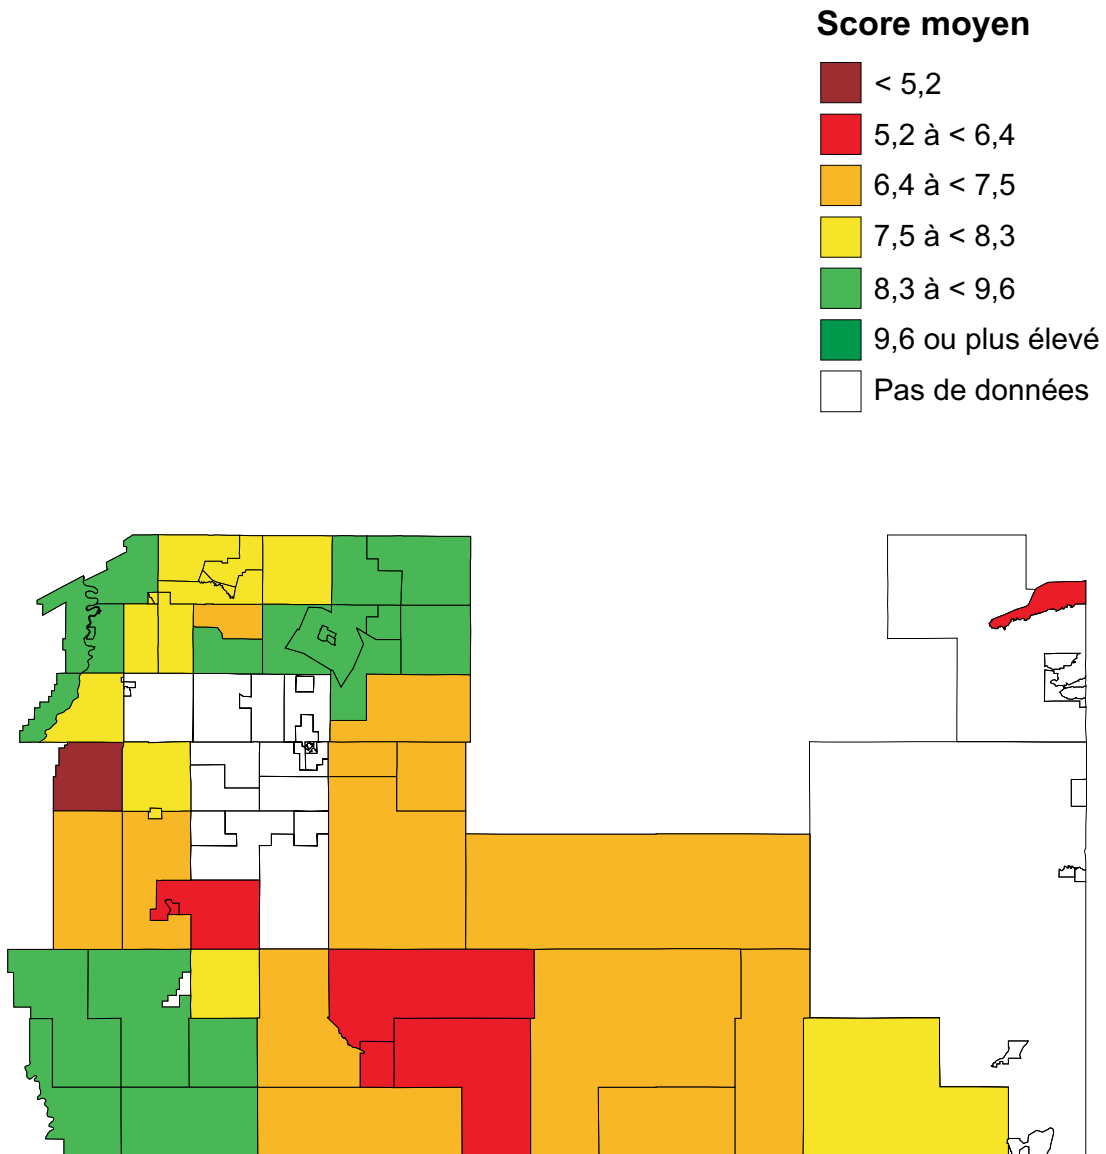 Score moyen
< 5,2
5,2 à < 6,4
6,4 à < 7,5
7,5 à < 8,3
8,3 à < 9,6
9,6 ou plus élevé
Pas de données